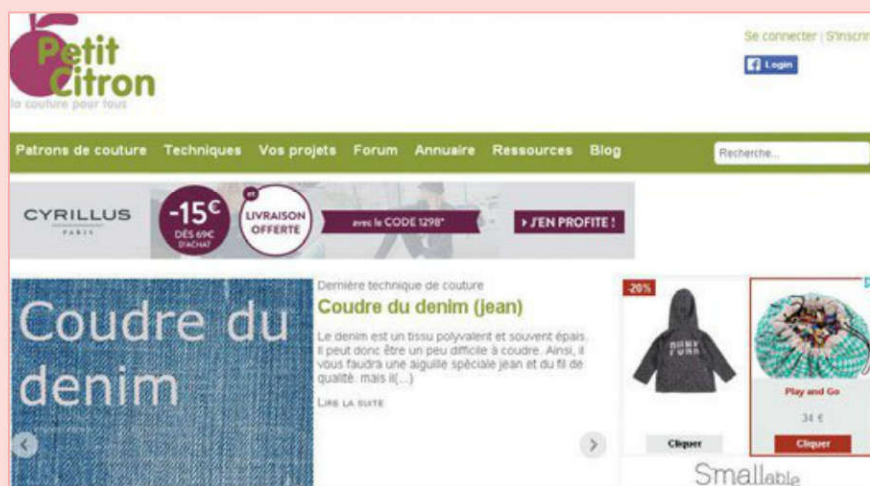 Petit
Citron
la couture pour tous
Se connecter | S'inscrir
Login
Patrons de couture Techniques Vos projets Forum Annuaire Ressources Blog
Recherche...
CYRILLUS
PARIS
-15€
DÈS 69€
D'ACHAT
ET
LIVRAISON
OFFERTE
avec le CODE 1298*
J'EN PROFITE !
Coudre du
denim
Dernière technique de couture
Coudre du denim (jean)
Le denim est un tissu polyvalent et souvent épais.
Il peut donc être un peu difficile à coudre. Ainsi, il
vous faudra une aiguille spéciale jean et du fil de
qualité. mais il(...)
LIRE LA SUITE
-20%
Cliquer
Play and Go
34 €
Cliquer
Smallable